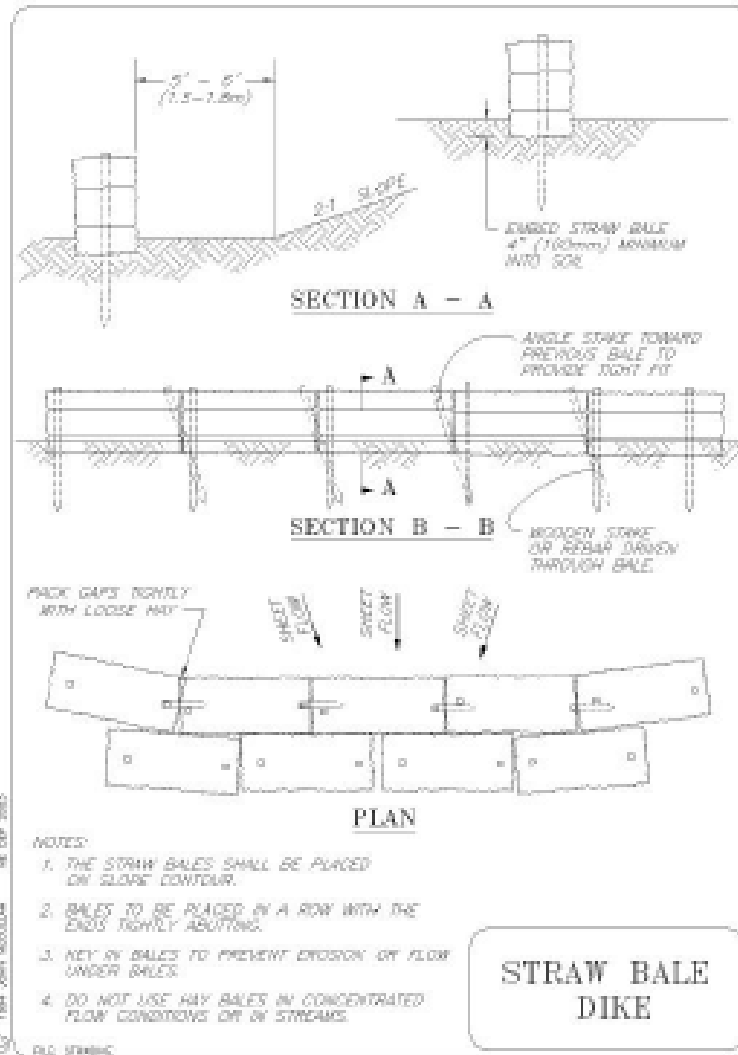 5' - 6'
(1.5-1.8m)
2:1 SLOPE
EMBED STRAW BALE
4" (100mm) MINIMUM
INTO SOIL
SECTION A - A
ANGLE STAKE TOWARD
PREVIOUS BALE TO
PROVIDE TIGHT FIT
A
A
SECTION B - B
WOODEN STAKE
OR REBAR DRIVEN
THROUGH BALE.
PACK GAPS TIGHTLY
WITH LOOSE HAY
SHEET
FLOW
SHEET
FLOW
SHEET
FLOW
PLAN
NOTES:
1. THE STRAW BALES SHALL BE PLACED
ON SLOPE CONTOUR.
2. BALES TO BE PLACED IN A ROW WITH THE
ENDS TIGHTLY ABUTTING.
3. KEY IN BALES TO PREVENT EROSION OR FLOW
UNDER BALES.
4. DO NOT USE HAY BALES IN CONCENTRATED
FLOW CONDITIONS OR IN STREAMS.
STRAW BALE
DIKE
1994 JOHN